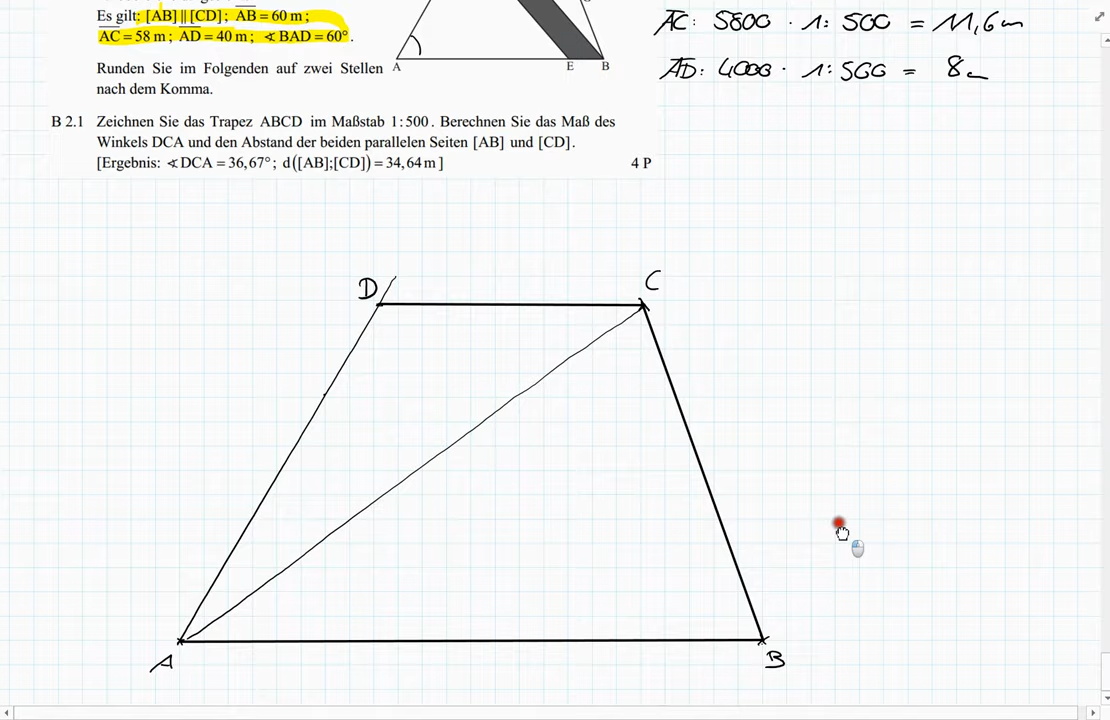 Es gilt: [AB] || [CD]; AB = 60 m;
AC = 58 m; AD = 40 m; ∢ BAD = 60°.
Runden Sie im Folgenden auf zwei Stellen
nach dem Komma.
A E B
AC: 5800 · 1:500 = 11,6 cm
AD: 4000 · 1:500 = 8cm
B 2.1 Zeichnen Sie das Trapez ABCD im Maßstab 1:500. Berechnen Sie das Maß des
Winkels DCA und den Abstand der beiden parallelen Seiten [AB] und [CD].
[Ergebnis: ∢ DCA = 36,67°; d([AB];[CD]) = 34,64 m] 4 P
D C
A B